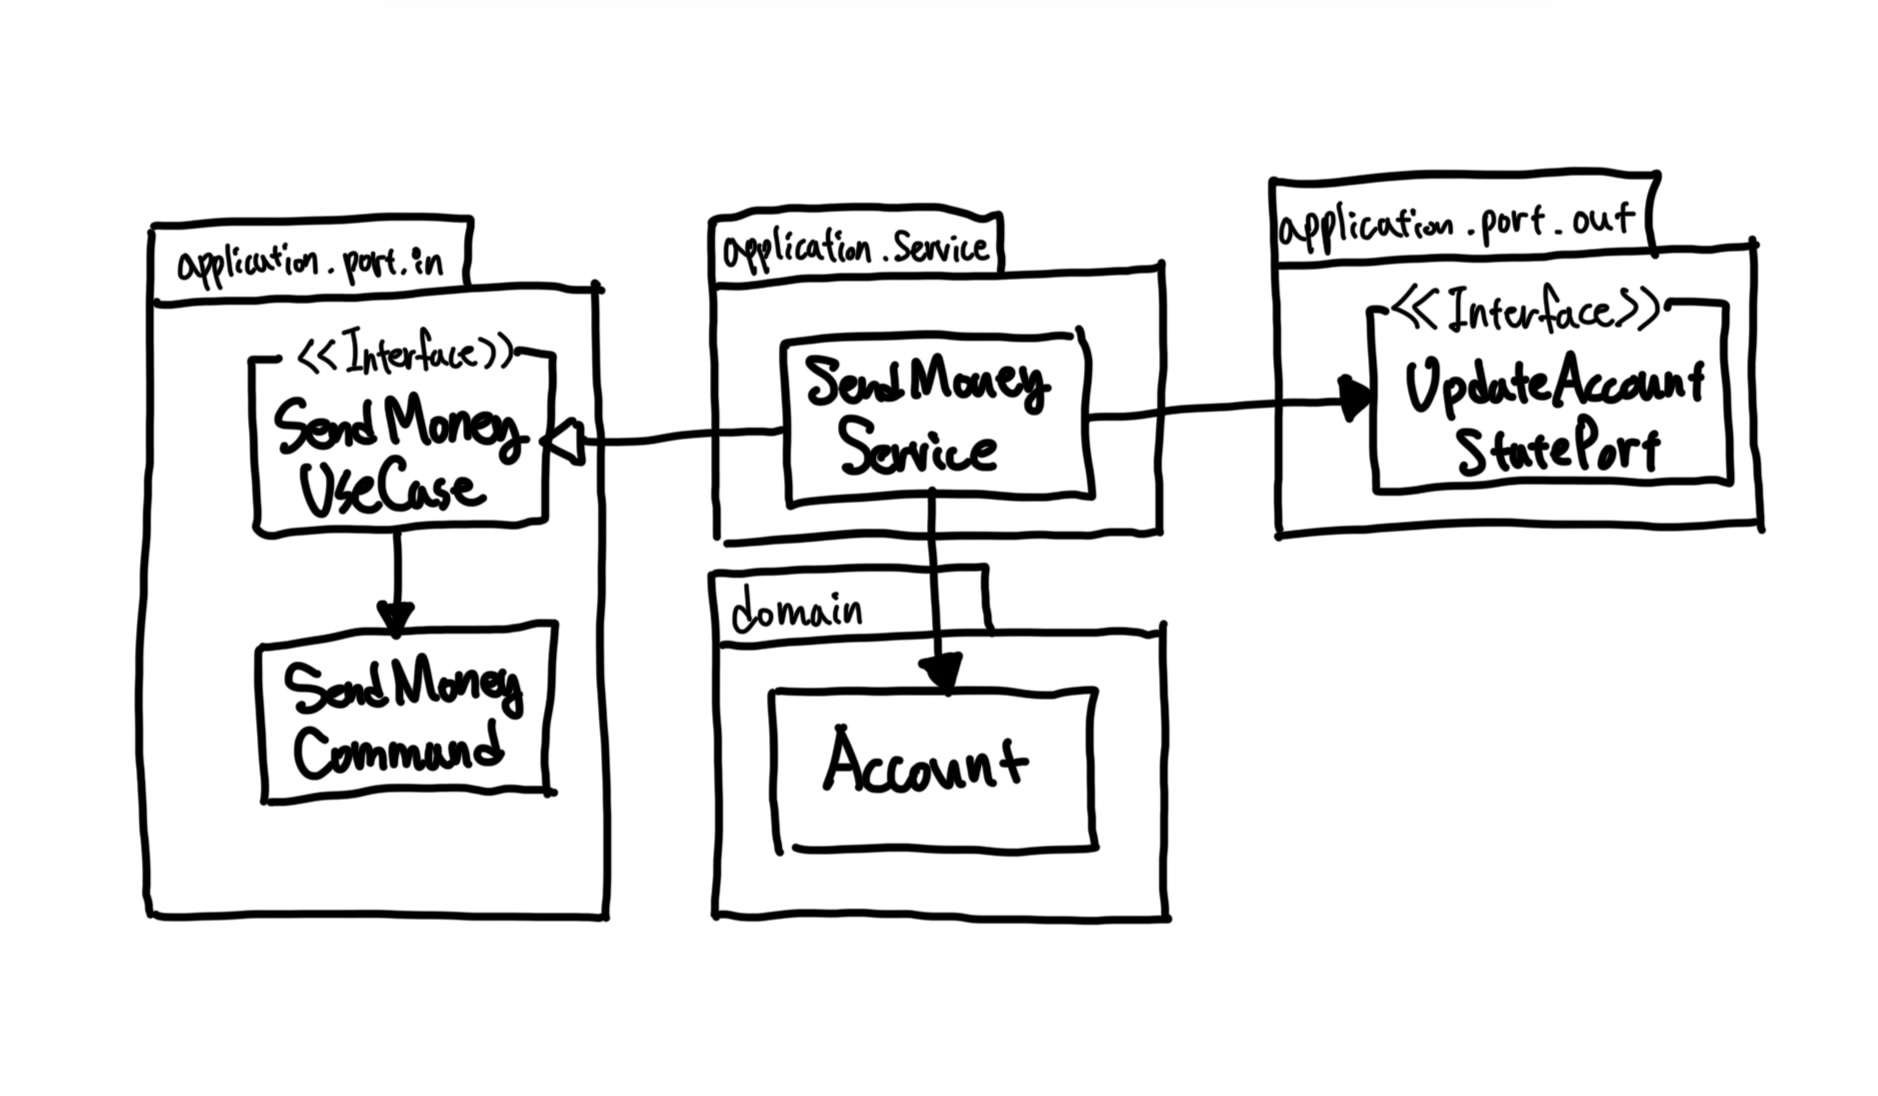 application.port.in
<<Interface>>
SendMoney
UseCase
SendMoney
Command
application.Service
SendMoney
Service
domain
Account
application.port.out
<<Interface>>
UpdateAccount
StatePort